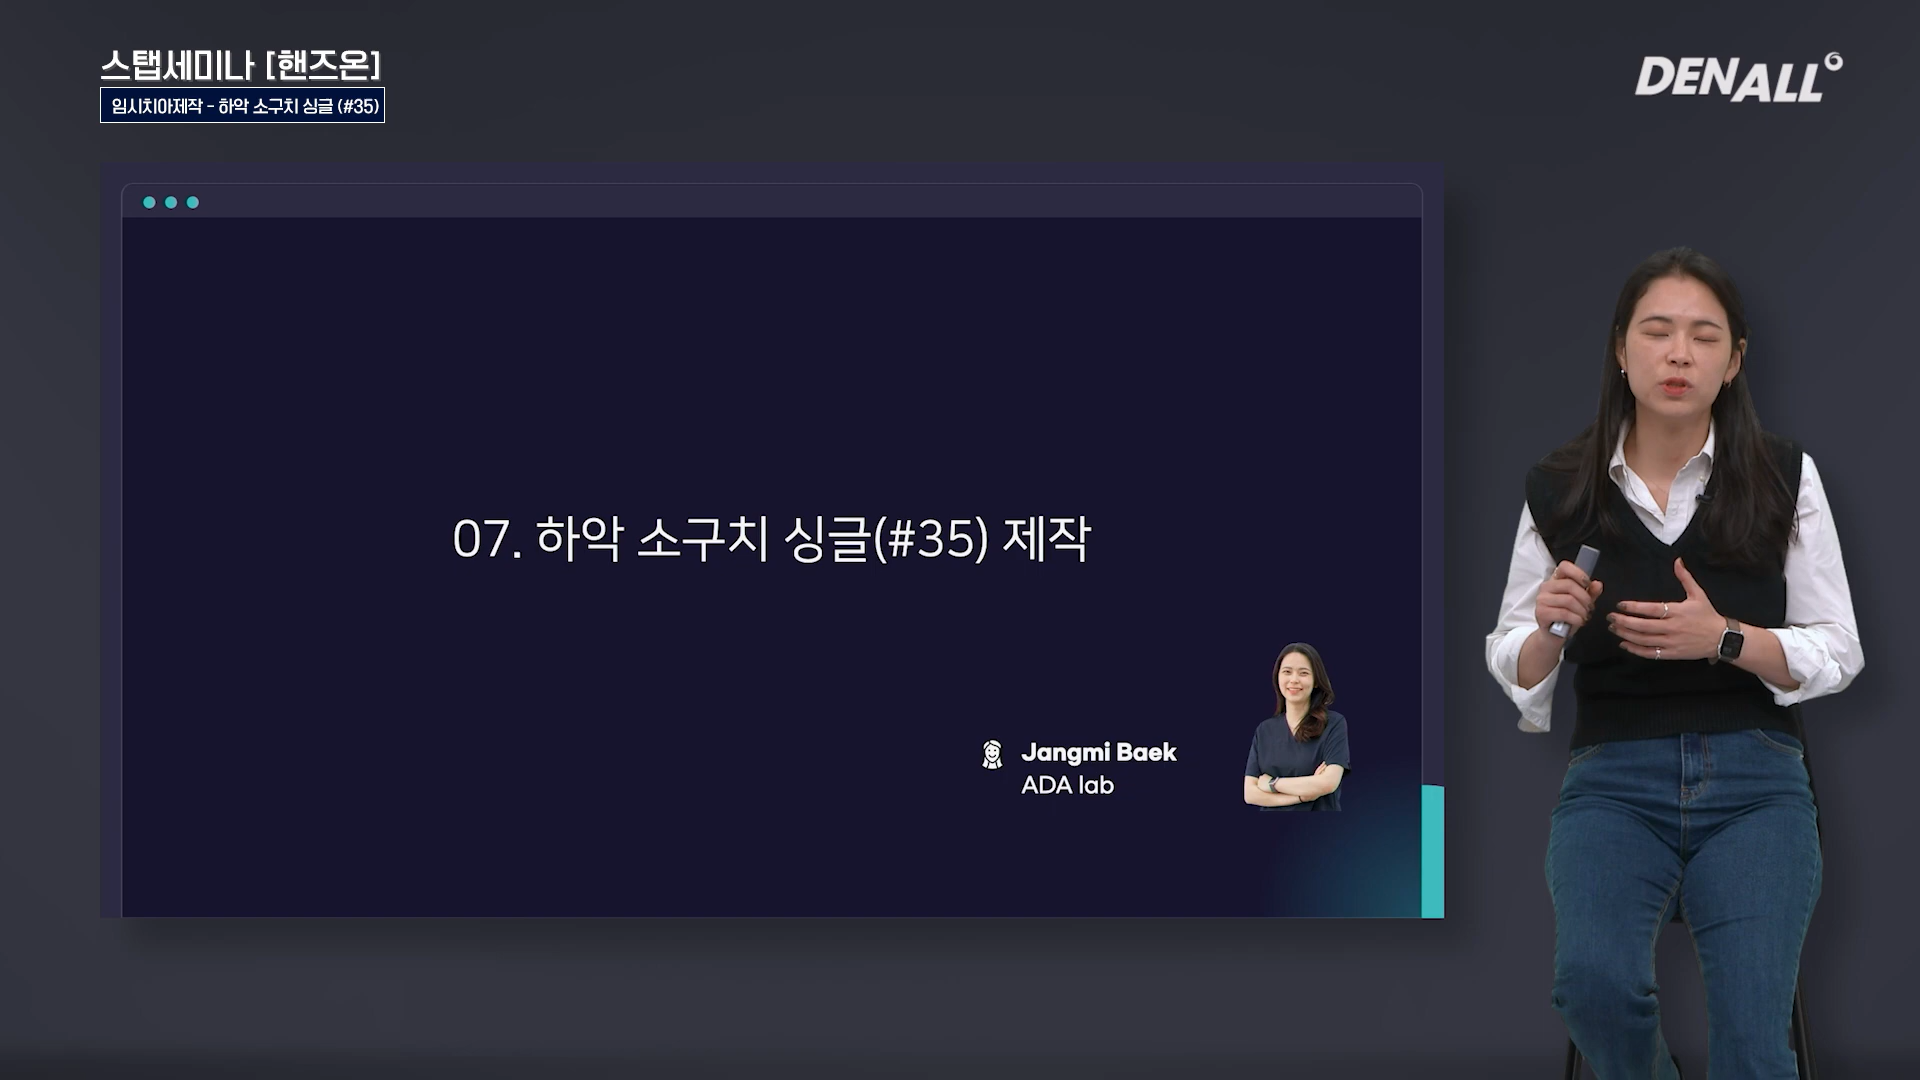 스탭세미나 [핸즈온]
임시치아제작 - 하악 소구치 싱글 (#35)
DENALL
07. 하악 소구치 싱글(#35) 제작
Jangmi Baek
ADA lab